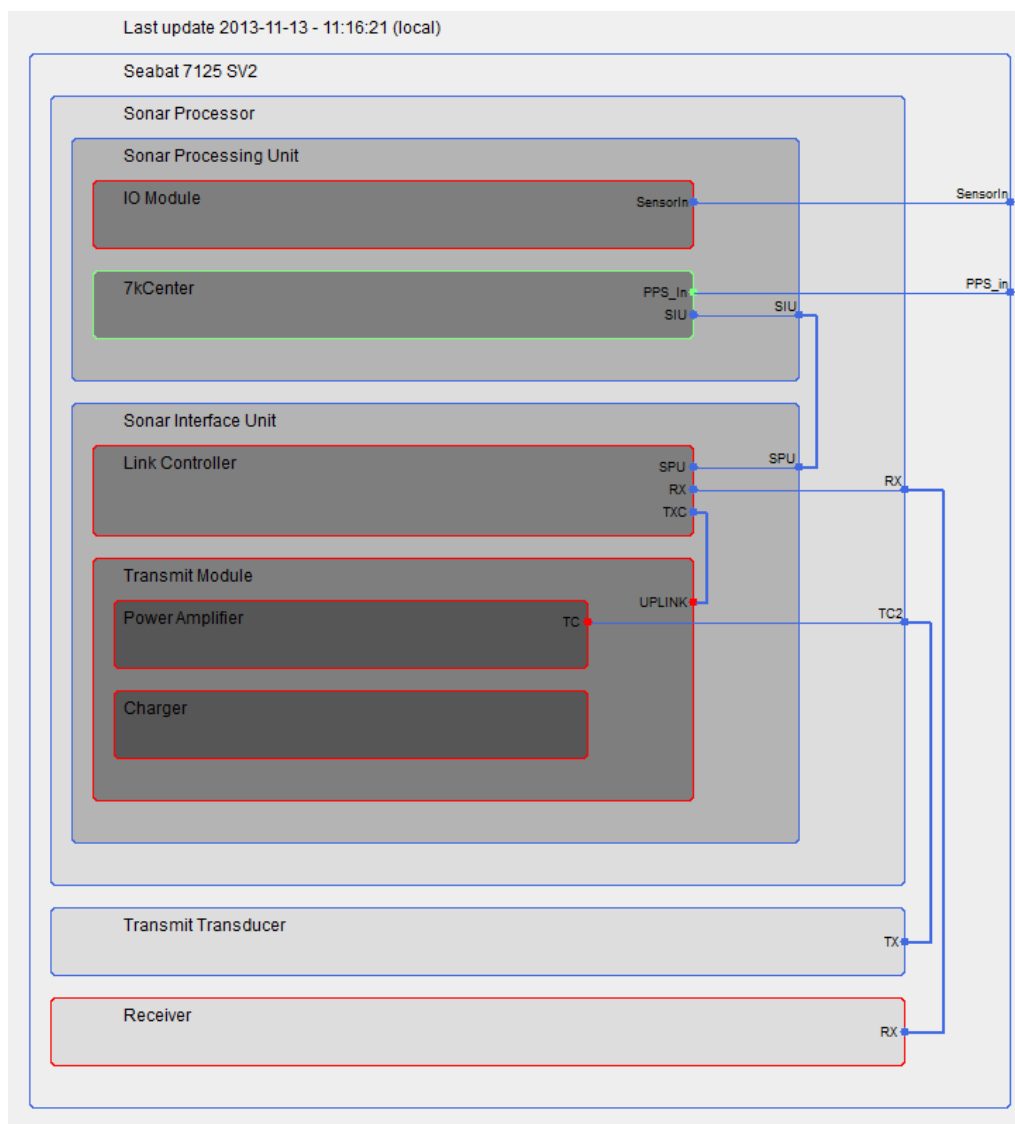 Last update 2013-11-13 - 11:16:21 (local)
Seabat 7125 SV2
Sonar Processor
Sonar Processing Unit
IO Module
SensorIn
SensorIn
7kCenter
PPS_In
PPS_in
SIU
SIU
Sonar Interface Unit
Link Controller
SPU
SPU
RX
RX
TXC
Transmit Module
UPLINK
Power Amplifier
TC
TC2
Charger
Transmit Transducer
TX
Receiver
RX